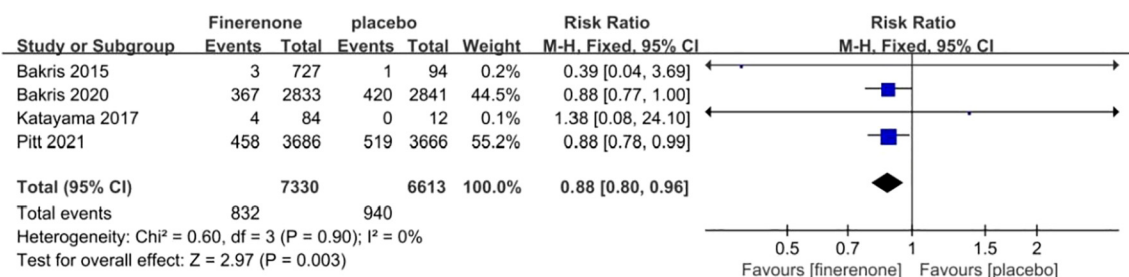 Finerenone placebo Risk Ratio Risk Ratio
Study or Subgroup Events Total Events Total Weight M-H, Fixed, 95% CI M-H, Fixed, 95% CI
Bakris 2015 3 727 1 94 0.2% 0.39 [0.04, 3.69]
Bakris 2020 367 2833 420 2841 44.5% 0.88 [0.77, 1.00]
Katayama 2017 4 84 0 12 0.1% 1.38 [0.08, 24.10]
Pitt 2021 458 3686 519 3666 55.2% 0.88 [0.78, 0.99]
Total (95% CI) 7330 6613 100.0% 0.88 [0.80, 0.96]
Total events 832 940
Heterogeneity: Chi² = 0.60, df = 3 (P = 0.90); I² = 0%
Test for overall effect: Z = 2.97 (P = 0.003)
0.5 0.7 1 1.5 2
Favours [finerenone] Favours [placebo]